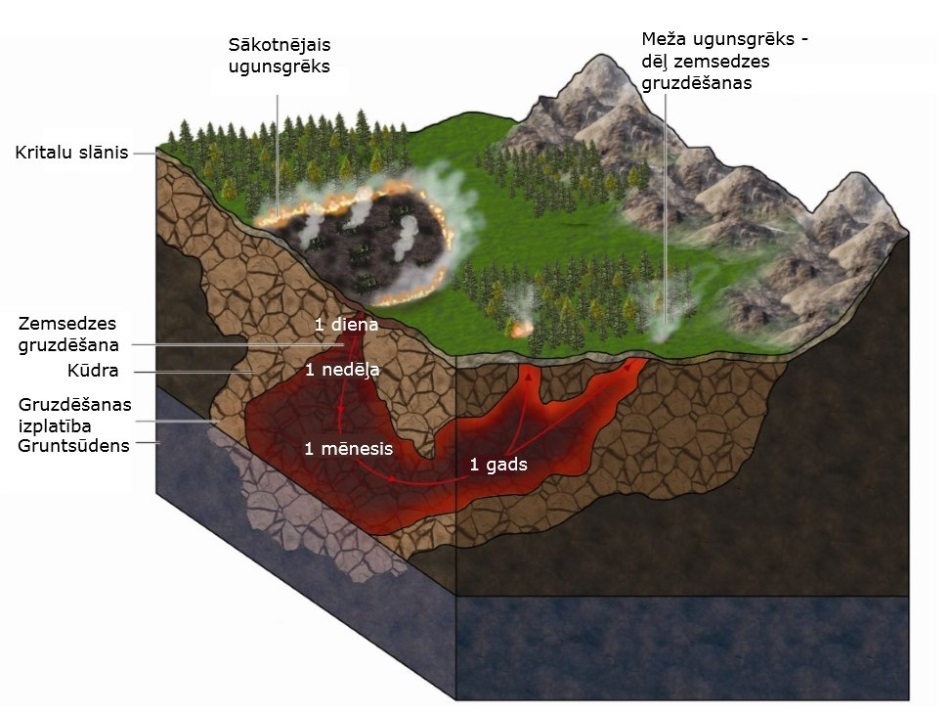 Sākotnējais
ugunsgrēks
Meža ugunsgrēks -
dēļ zemsedzes
gruzdēšanas
Kritalu slānis
Zemsedzes
gruzdēšana
Kūdra
Gruzdēšanas
izplatība
Gruntsūdens
1 diena
1 nedēļa
1 mēnesis
1 gads